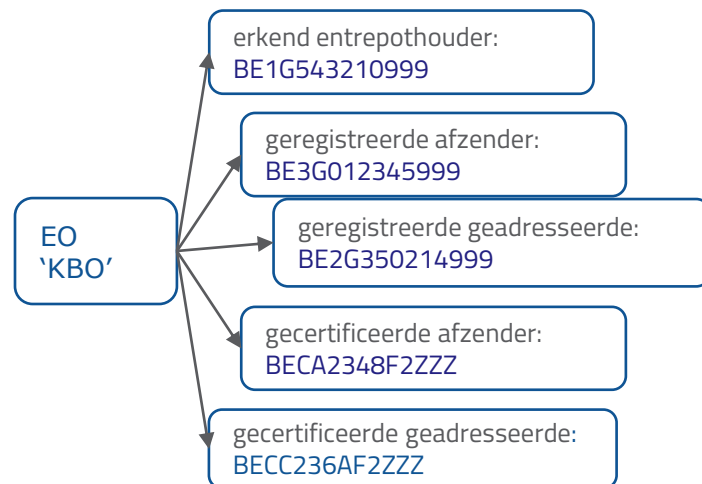 erkend entrepothouder:
BE1G543210999
geregistreerde afzender:
BE3G012345999
EO
‘KBO’
geregistreerde geadresseerde:
BE2G350214999
gecertificeerde afzender:
BECA2348F2ZZZ
gecertificeerde geadresseerde:
BECC236AF2ZZZ